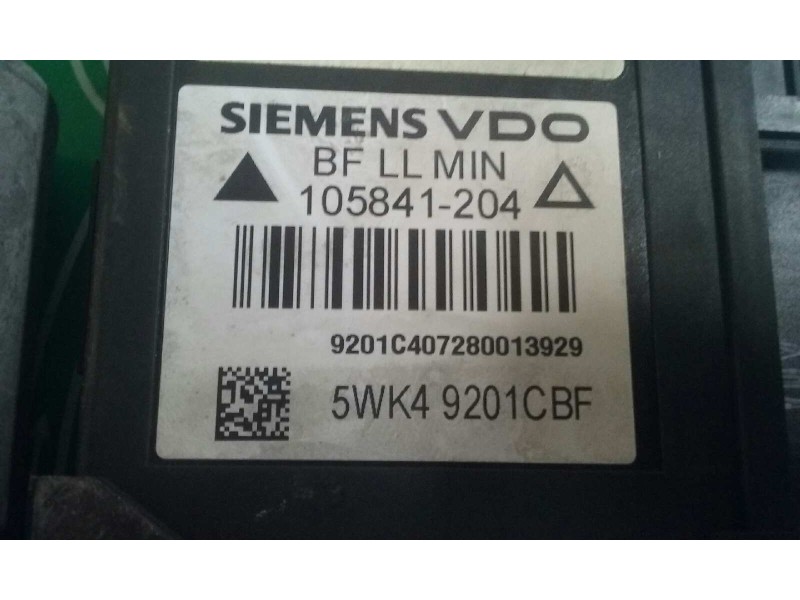 SIEMENS VDO
BF LL MIN
105841-204
9201C407280013929
5WK4 9201CBF